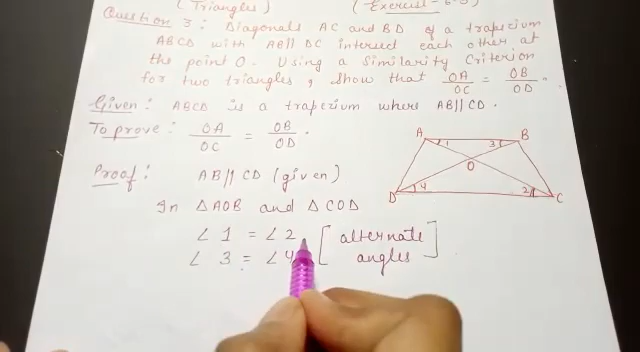 (Triangles) (Exercise - 6.3)
Question 3: Diagonals AC and BD of a trapezium
ABCD with AB || DC intersect each other at
the point O. Using a Similarity Criterion
for two triangles, show that OA/OC = OB/OD.
Given: ABCD is a trapezium where AB || CD.
To prove: OA/OC = OB/OD.
A B
1 3
O
Proof: AB || CD (given)
D 4 2 C
In △AOB and △COD
∠1 = ∠2 [alternate
∠3 = ∠4 angles]